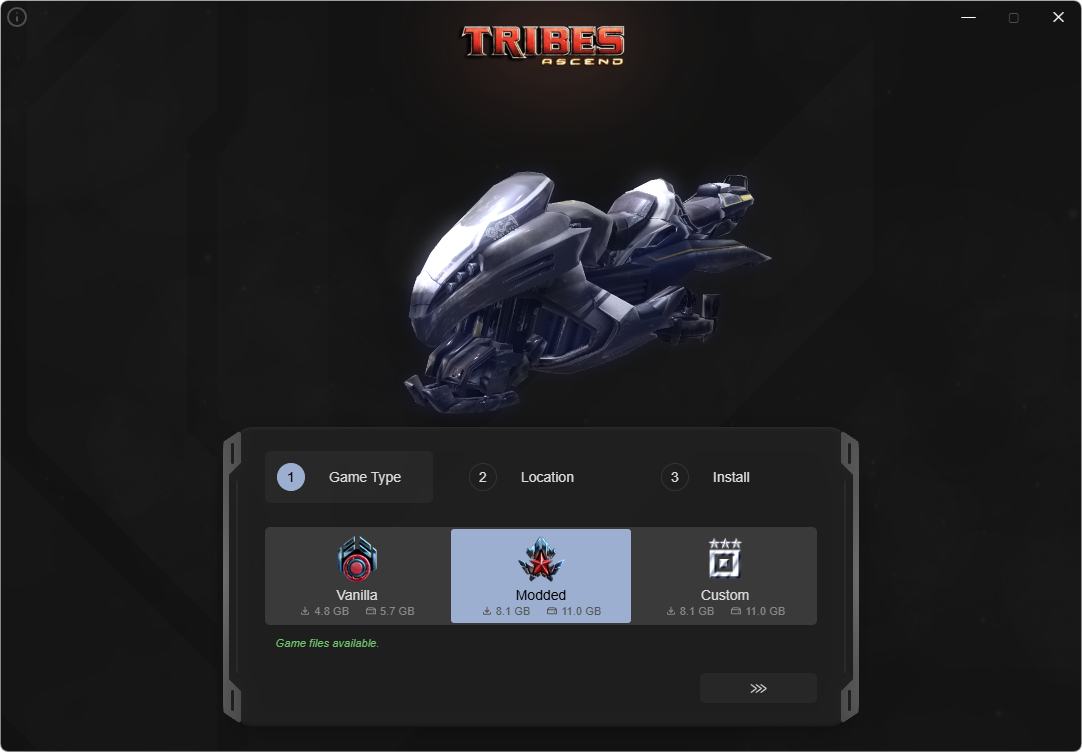 TRIBES
ASCEND
1 Game Type 2 Location 3 Install
Vanilla Modded Custom
4.8 GB 5.7 GB 8.1 GB 11.0 GB 8.1 GB 11.0 GB
Game files available.